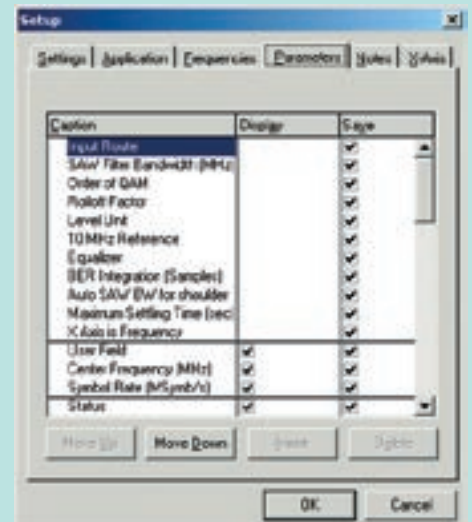 Setup
Settings Application Frequencies Parameters Notes X-Axis
Caption Display Save
Input Route
SAW Filter Bandwidth (MHz)
Order of QAM
Rolloff Factor
Level Unit
10 MHz Reference
Equalizer
BER Integration (Samples)
Auto SAW BW for shoulder
Maximum Settling Time (sec)
X Axis is Frequency
User Field
Center Frequency (MHz)
Symbol Rate (MSymb/s)
Status
Move Up Move Down Insert Delete
OK Cancel